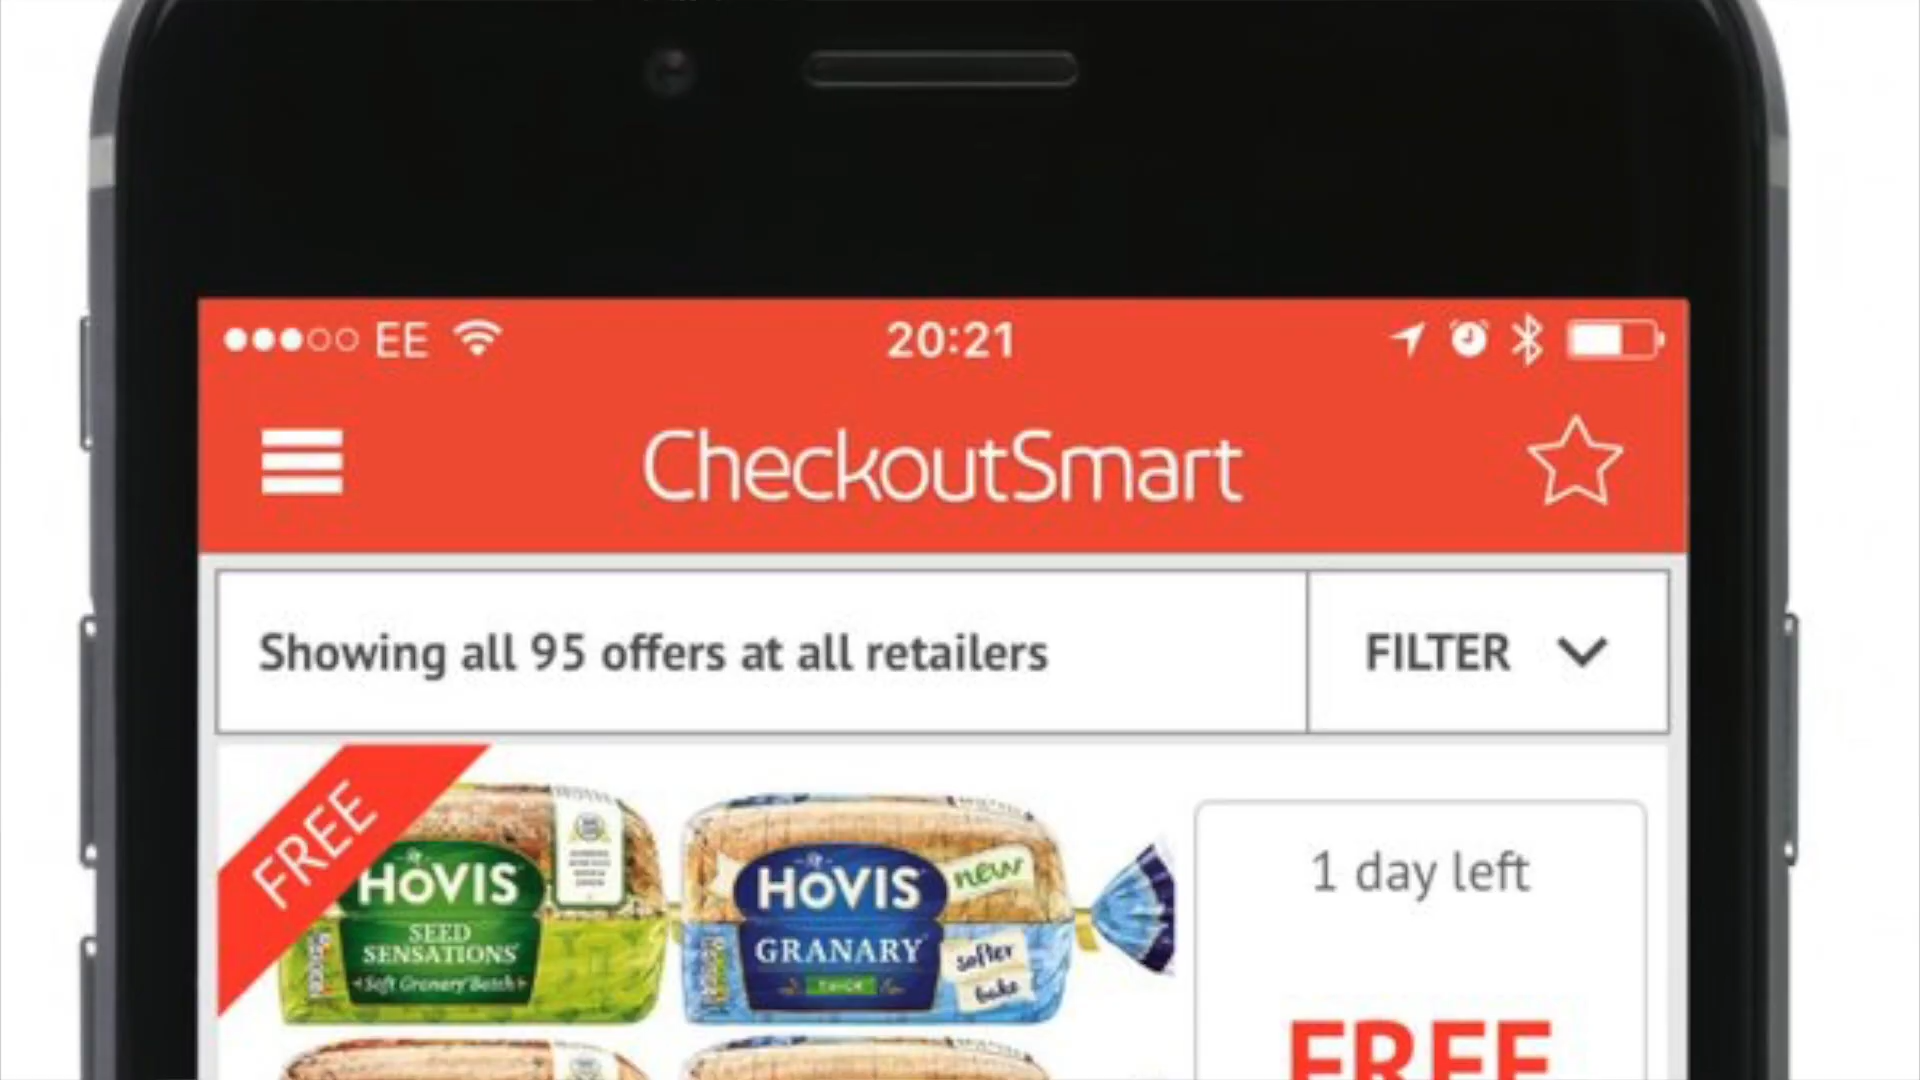 EE
20:21
CheckoutSmart
Showing all 95 offers at all retailers
FILTER
FREE
HOVIS
SEED
SENSATIONS
Soft Granary Batch
HOVIS
new
GRANARY
THICK
softer
bake
1 day left
FREE